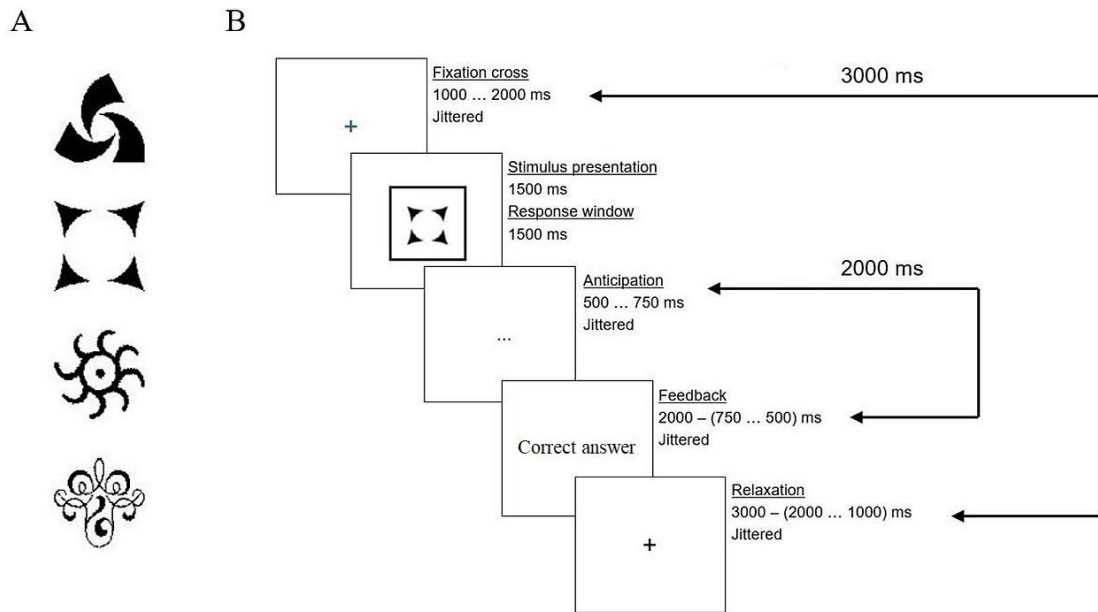 A
B
Fixation cross
1000 ... 2000 ms
Jittered
3000 ms
Stimulus presentation
1500 ms
Response window
1500 ms
Anticipation
500 ... 750 ms
Jittered
2000 ms
...
Feedback
2000 – (750 ... 500) ms
Jittered
Correct answer
Relaxation
3000 – (2000 ... 1000) ms
Jittered